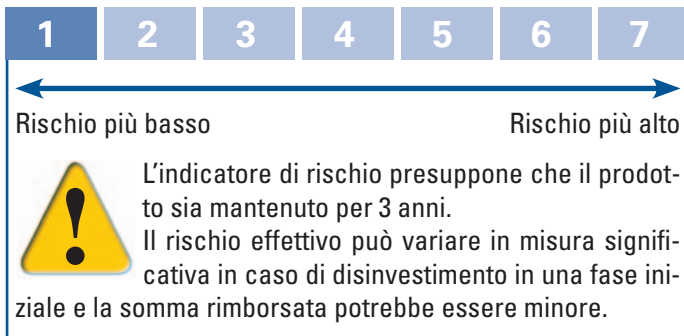 1 2 3 4 5 6 7
Rischio più basso Rischio più alto
L'indicatore di rischio presuppone che il prodot-
to sia mantenuto per 3 anni.
Il rischio effettivo può variare in misura signifi-
cativa in caso di disinvestimento in una fase ini-
ziale e la somma rimborsata potrebbe essere minore.